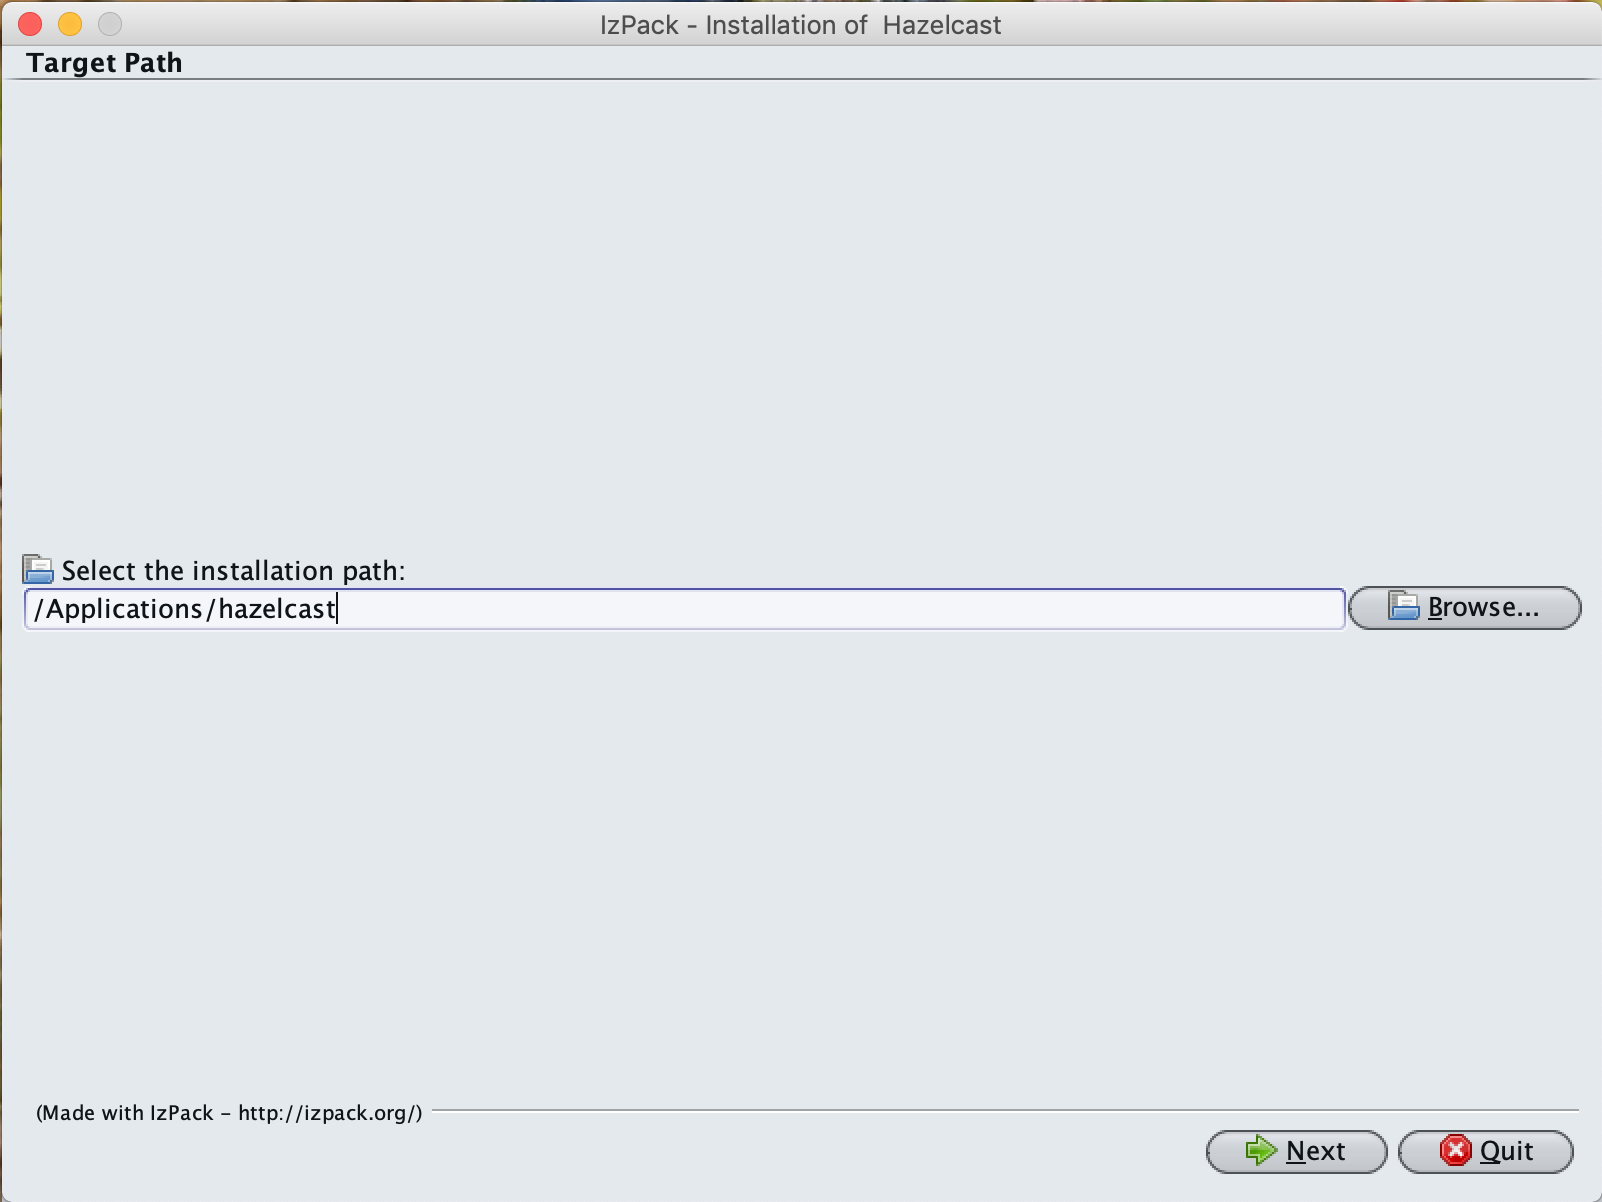 IzPack - Installation of  Hazelcast
Target Path
Select the installation path:
/Applications/hazelcast
Browse...
(Made with IzPack - http://izpack.org/)
Next
Quit